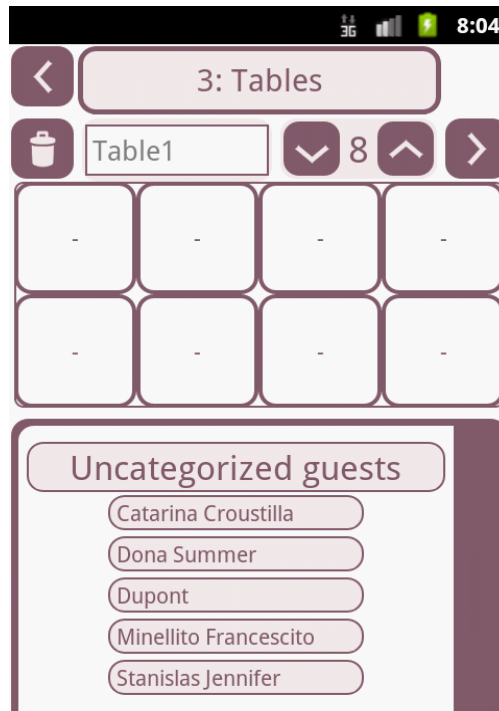 3G 8:04
3: Tables
Table1 8
- - - -
- - - -
Uncategorized guests
Catarina Croustilla
Dona Summer
Dupont
Minellito Francescito
Stanislas Jennifer